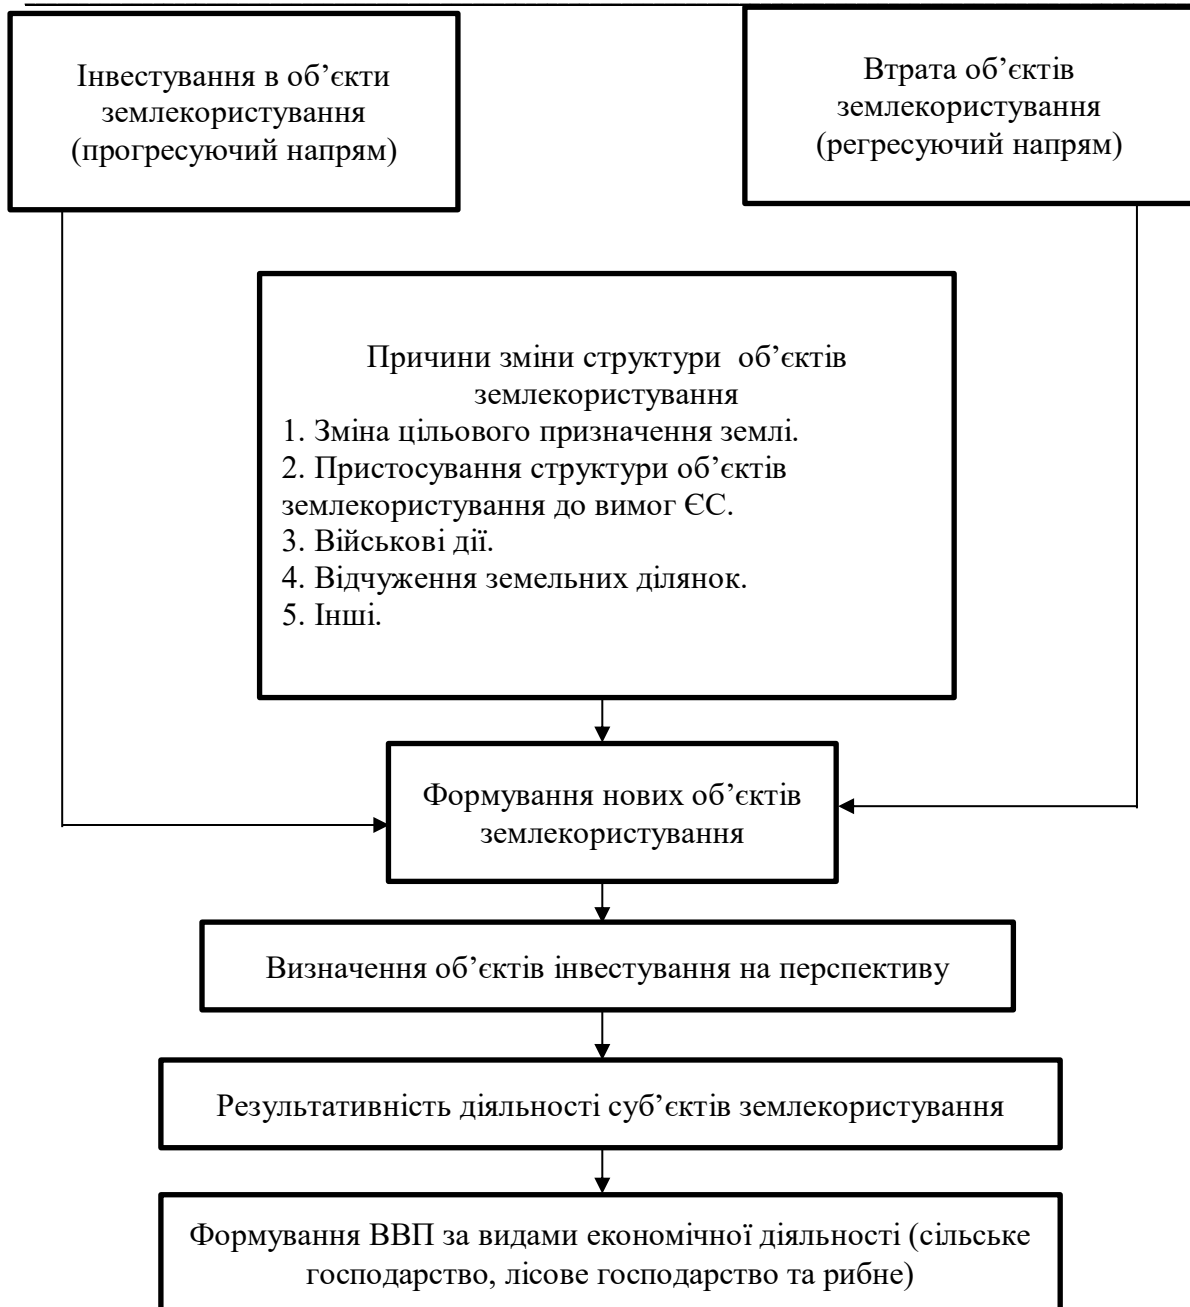 Інвестування в об’єкти
землекористування
(прогресуючий напрям)
Втрата об’єктів
землекористування
(регресуючий напрям)
Причини зміни структури  об’єктів
землекористування
1. Зміна цільового призначення землі.
2. Пристосування структури об’єктів
землекористування до вимог ЄС.
3. Військові дії.
4. Відчуження земельних ділянок.
5. Інші.
Формування нових об’єктів
землекористування
Визначення об’єктів інвестування на перспективу
Результативність діяльності суб’єктів землекористування
Формування ВВП за видами економічної діяльності (сільське
господарство, лісове господарство та рибне)